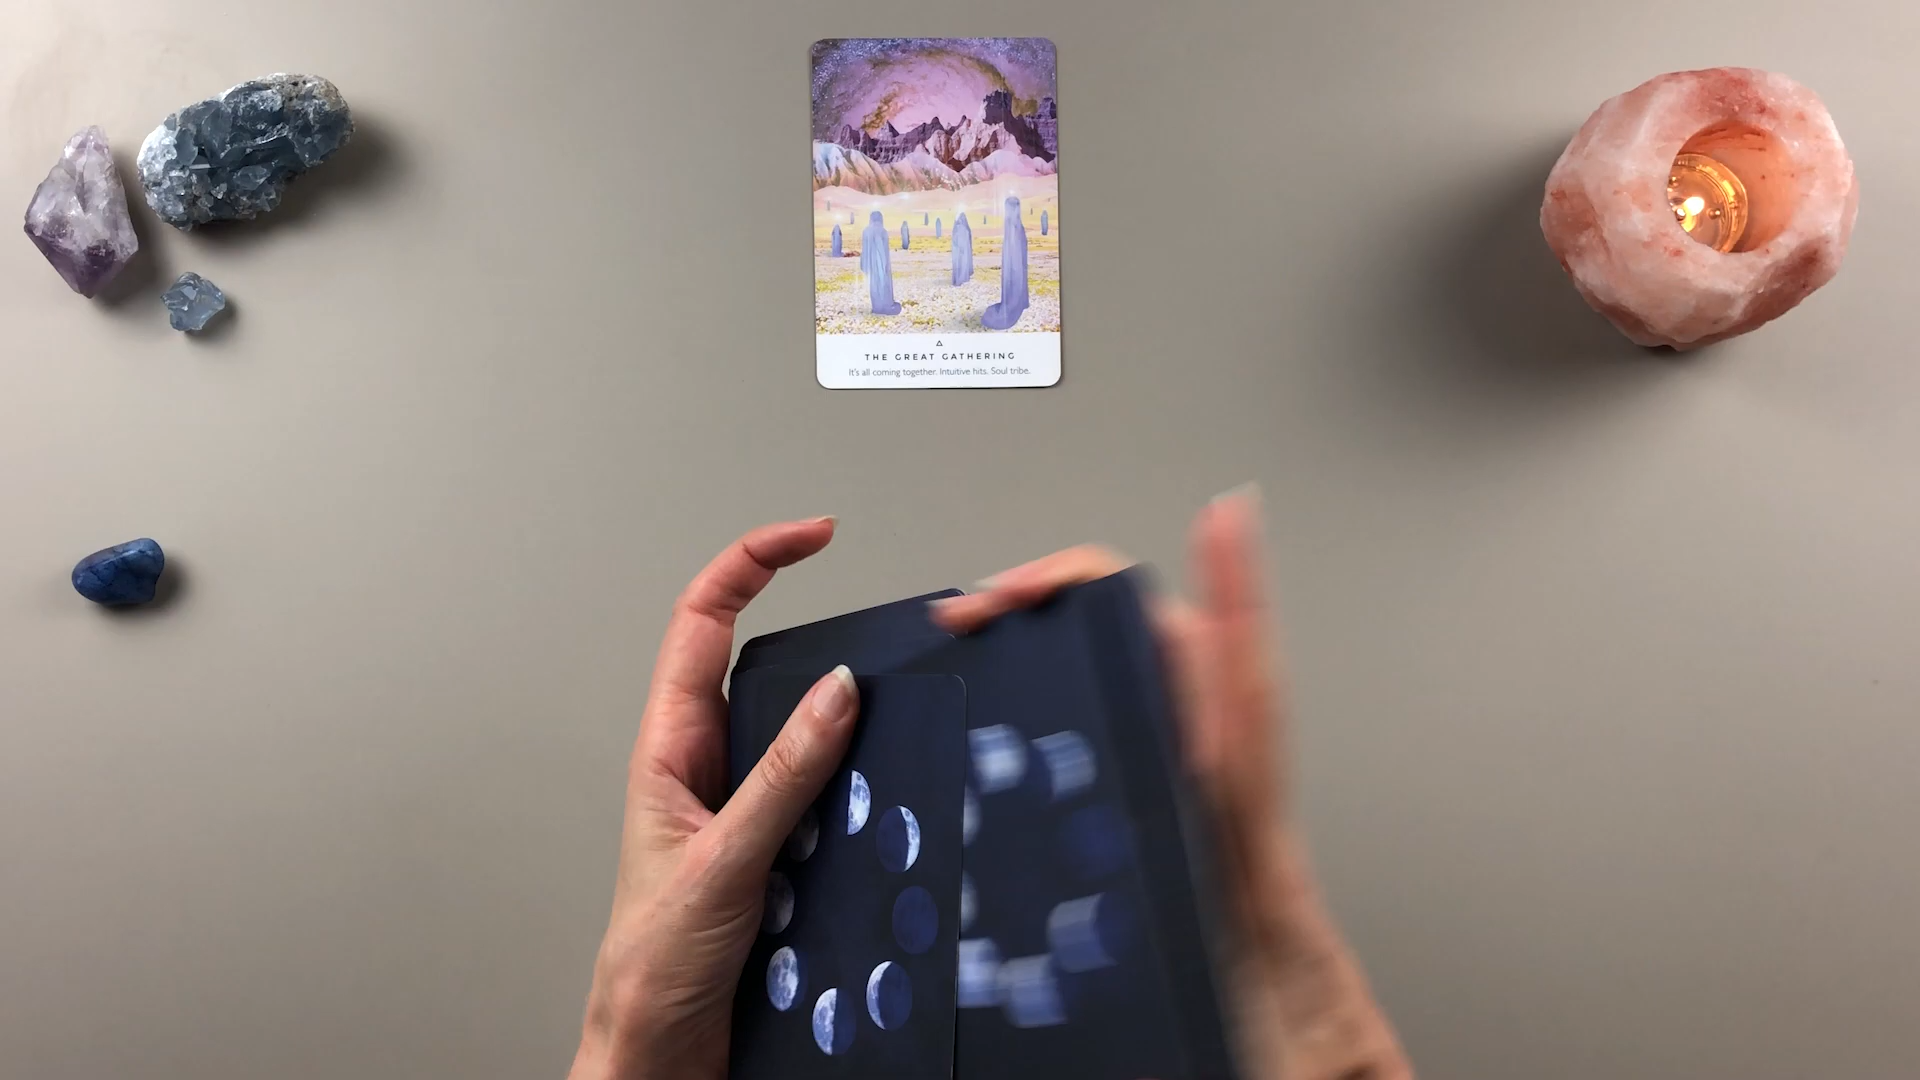 THE GREAT GATHERING
It's all coming together. Intuitive hits. Soul tribe.